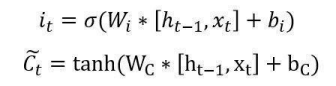 i_t = σ(W_i * [h_{t−1}, x_t] + b_i)
C̃_t = tanh(W_C * [h_{t−1}, x_t] + b_C)